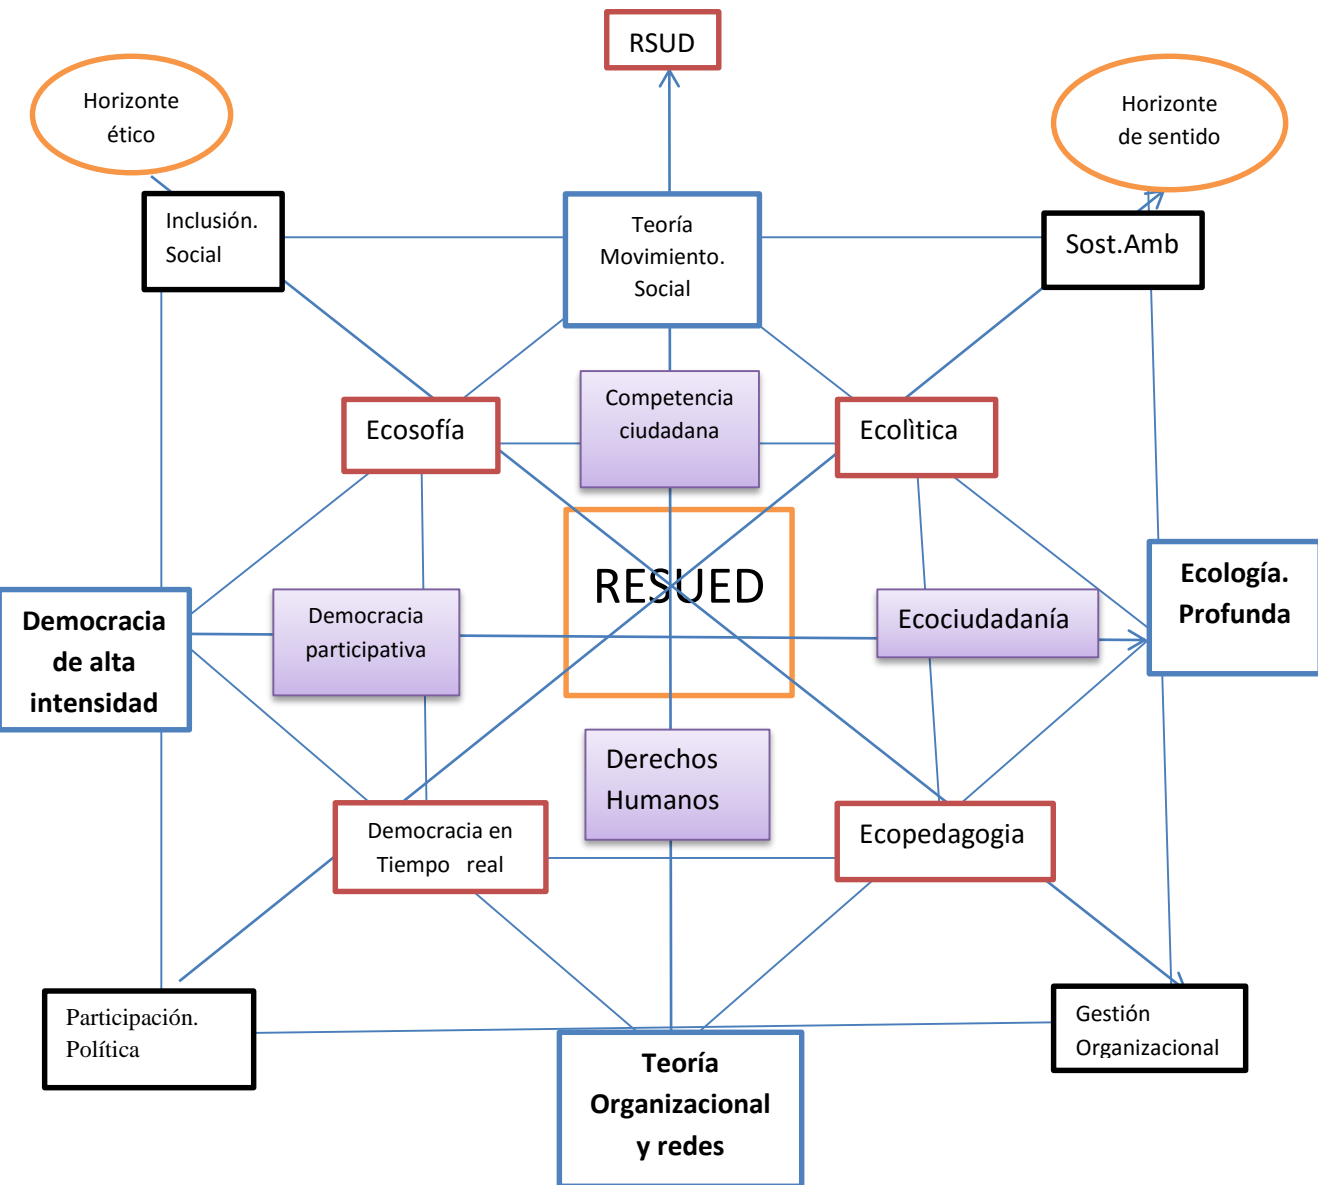 RSUD
Horizonte
ético
Horizonte
de sentido
Inclusión.
Social
Teoría
Movimiento.
Social
Sost.Amb
Ecosofía
Competencia
ciudadana
Ecolìtica
RESUED
Democracia
de alta
intensidad
Democracia
participativa
Ecociudadanía
Ecología.
Profunda
Derechos
Humanos
Democracia en
Tiempo real
Ecopedagogia
Participación.
Política
Gestión
Organizacional
Teoría
Organizacional
y redes